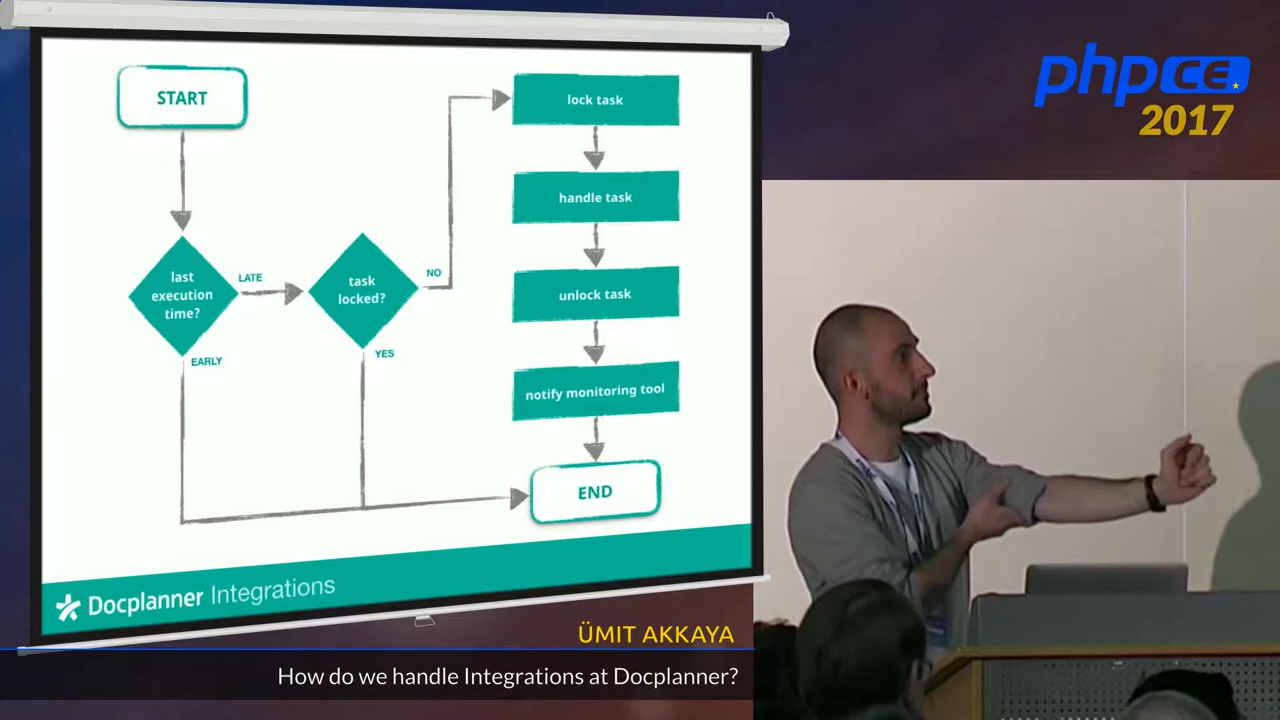 START
last
execution
time?
LATE
EARLY
task
locked?
NO
YES
lock task
handle task
unlock task
notify monitoring tool
END
Docplanner Integrations
phpCE
2017
ÜMIT AKKAYA
How do we handle Integrations at Docplanner?